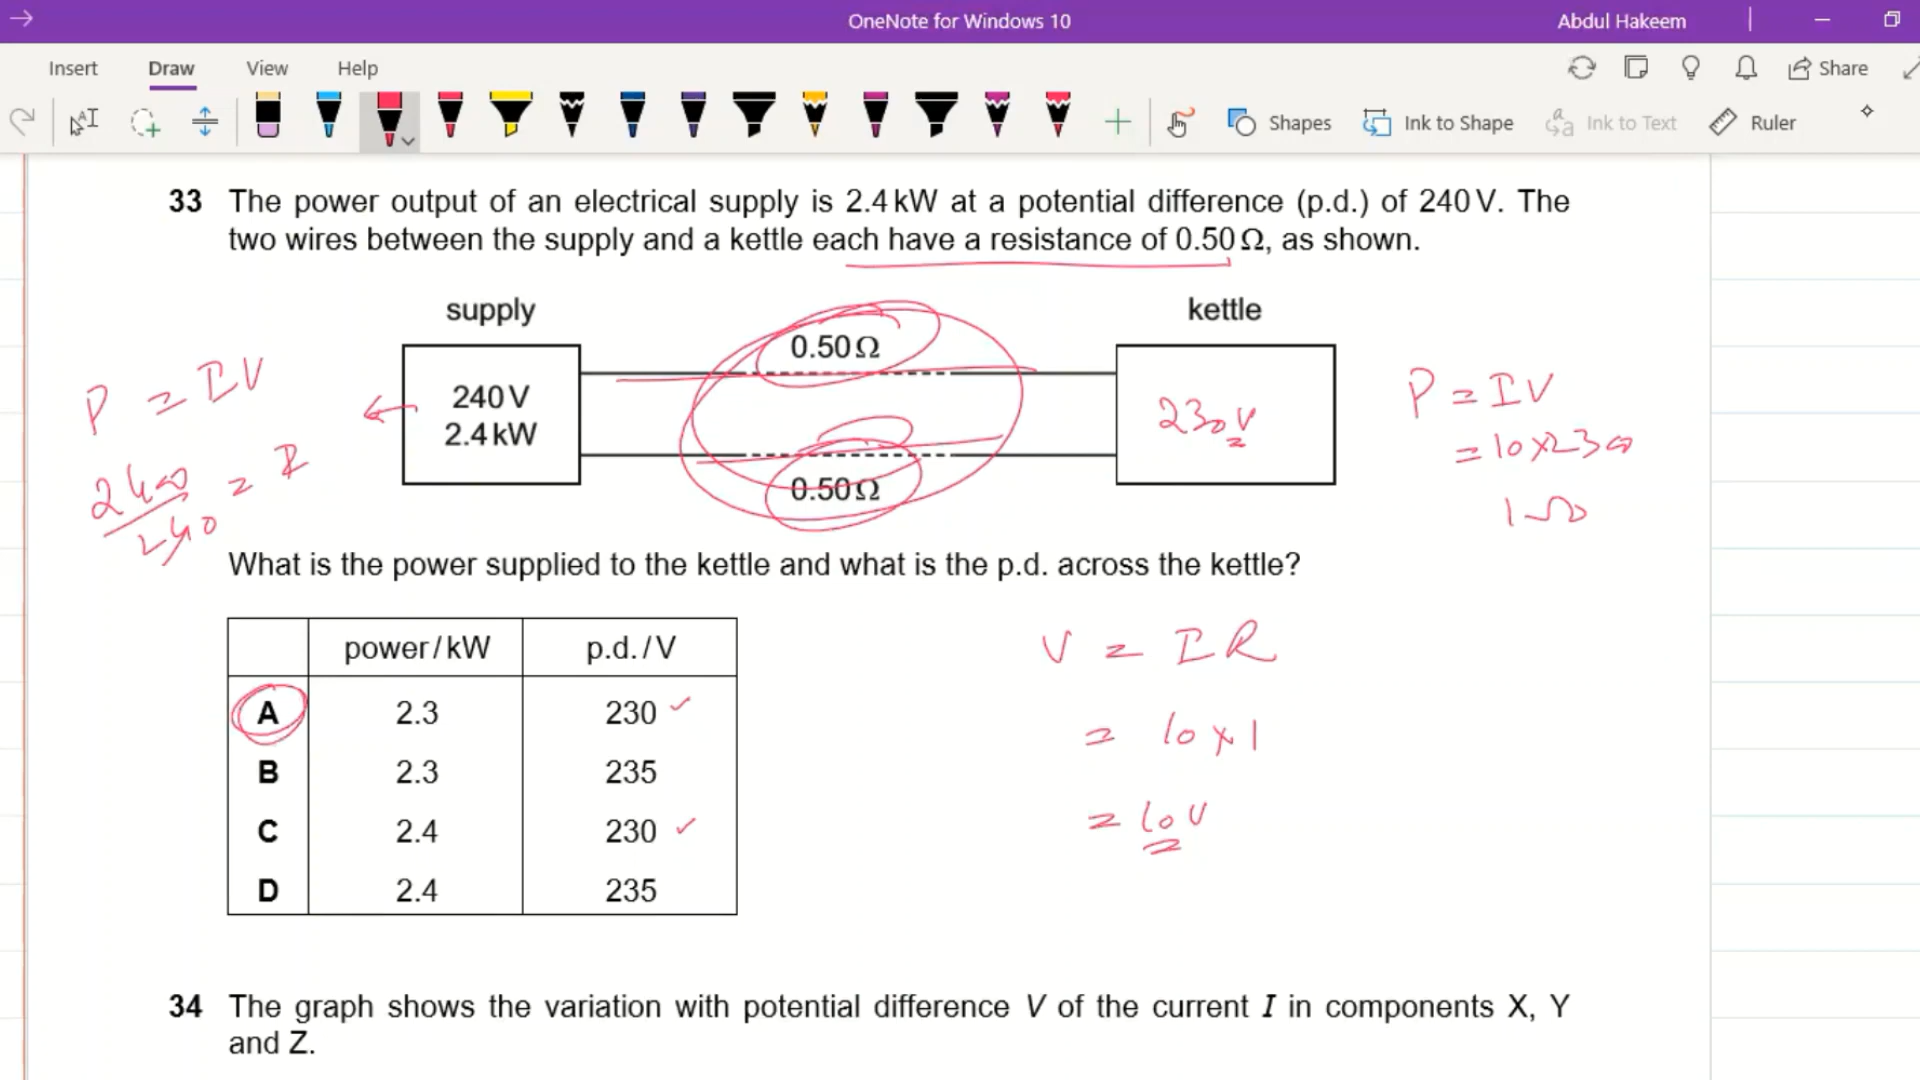 OneNote for Windows 10
Abdul Hakeem
Insert Draw View Help
Share
Shapes Ink to Shape Ink to Text Ruler
33 The power output of an electrical supply is 2.4 kW at a potential difference (p.d.) of 240 V. The
two wires between the supply and a kettle each have a resistance of 0.50 Ω, as shown.
supply
kettle
0.50 Ω
240 V
2.4 kW
0.50 Ω
230 V
P = IV
2400/240 = I
P = IV
= 10×230
1 Ω
What is the power supplied to the kettle and what is the p.d. across the kettle?
power / kW p.d. / V
A 2.3 230 ✓
B 2.3 235
C 2.4 230 ✓
D 2.4 235
V = IR
= 10 × 1
= 10 V
34 The graph shows the variation with potential difference V of the current I in components X, Y
and Z.